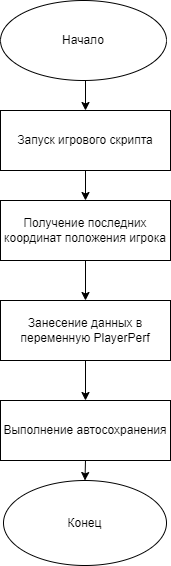 Начало
Запуск игрового скрипта
Получение последних
координат положения игрока
Занесение данных в
переменную PlayerPerf
Выполнение автосохранения
Конец